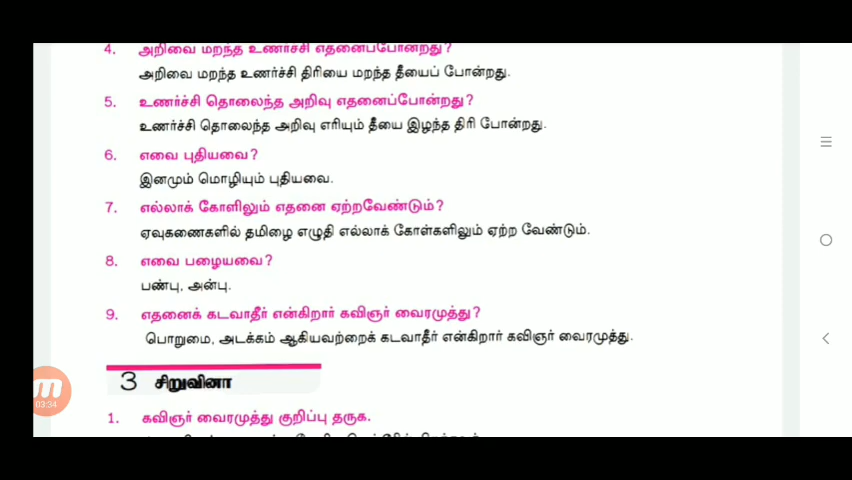 4. அறிவை மறந்த உணர்ச்சி எதனைப்போன்றது?
அறிவை மறந்த உணர்ச்சி திரியை மறந்த தீயைப் போன்றது.
5. உணர்ச்சி தொலைந்த அறிவு எதனைப்போன்றது?
உணர்ச்சி தொலைந்த அறிவு எரியும் தீயை இழந்த திரி போன்றது.
6. எவை புதியவை?
இனமும் மொழியும் புதியவை.
7. எல்லாக் கோளிலும் எதனை ஏற்றவேண்டும்?
ஏவுகணைகளில் தமிழை எழுதி எல்லாக் கோள்களிலும் ஏற்ற வேண்டும்.
8. எவை பழையவை?
பண்பு, அன்பு.
9. எதனைக் கடவாதீர் என்கிறார் கவிஞர் வைரமுத்து?
பொறுமை, அடக்கம் ஆகியவற்றைக் கடவாதீர் என்கிறார் கவிஞர் வைரமுத்து.
3 சிறுவினா
03:34
1. கவிஞர் வைரமுத்து குறிப்பு தருக.